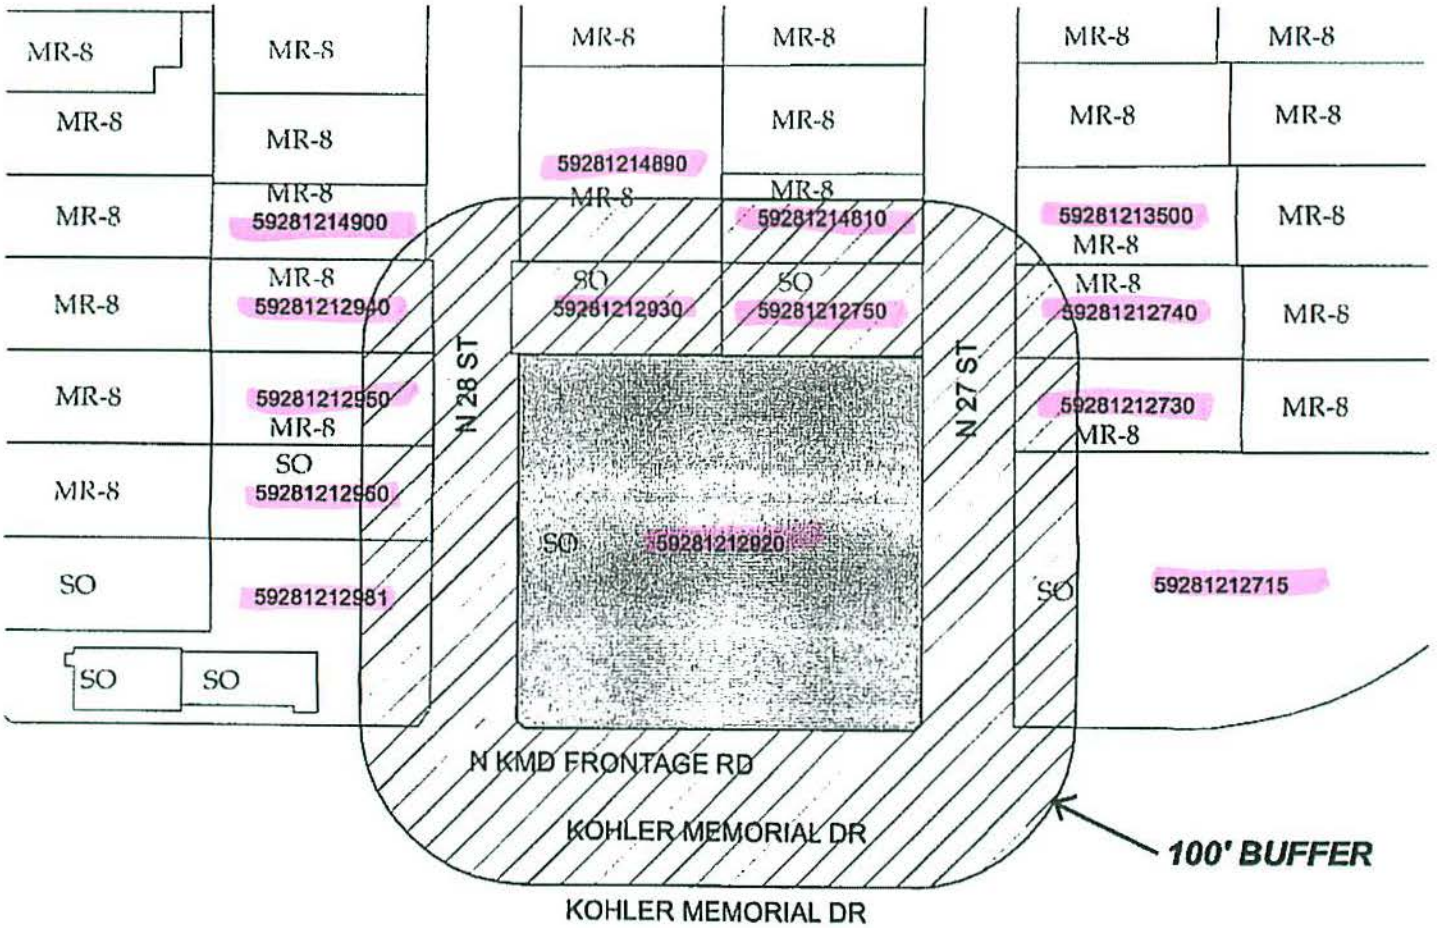 MR-8 MR-8 MR-8 MR-8 MR-8 MR-8
MR-8 MR-8 MR-8 MR-8 MR-8
59281214890
MR-8 MR-8 MR-8
MR-8 59281214900 59281214810 59281213500 MR-8
MR-8
MR-8 SO SO MR-8
MR-8 59281212940 59281212930 59281212750 59281212740 MR-8
N 28 ST N 27 ST
MR-8 59281212950 59281212730 MR-8
MR-8 MR-8
SO
MR-8 59281212960
SO 59281212920
SO 59281212981 SO 59281212715
SO SO
N KMD FRONTAGE RD
KOHLER MEMORIAL DR
100' BUFFER
KOHLER MEMORIAL DR